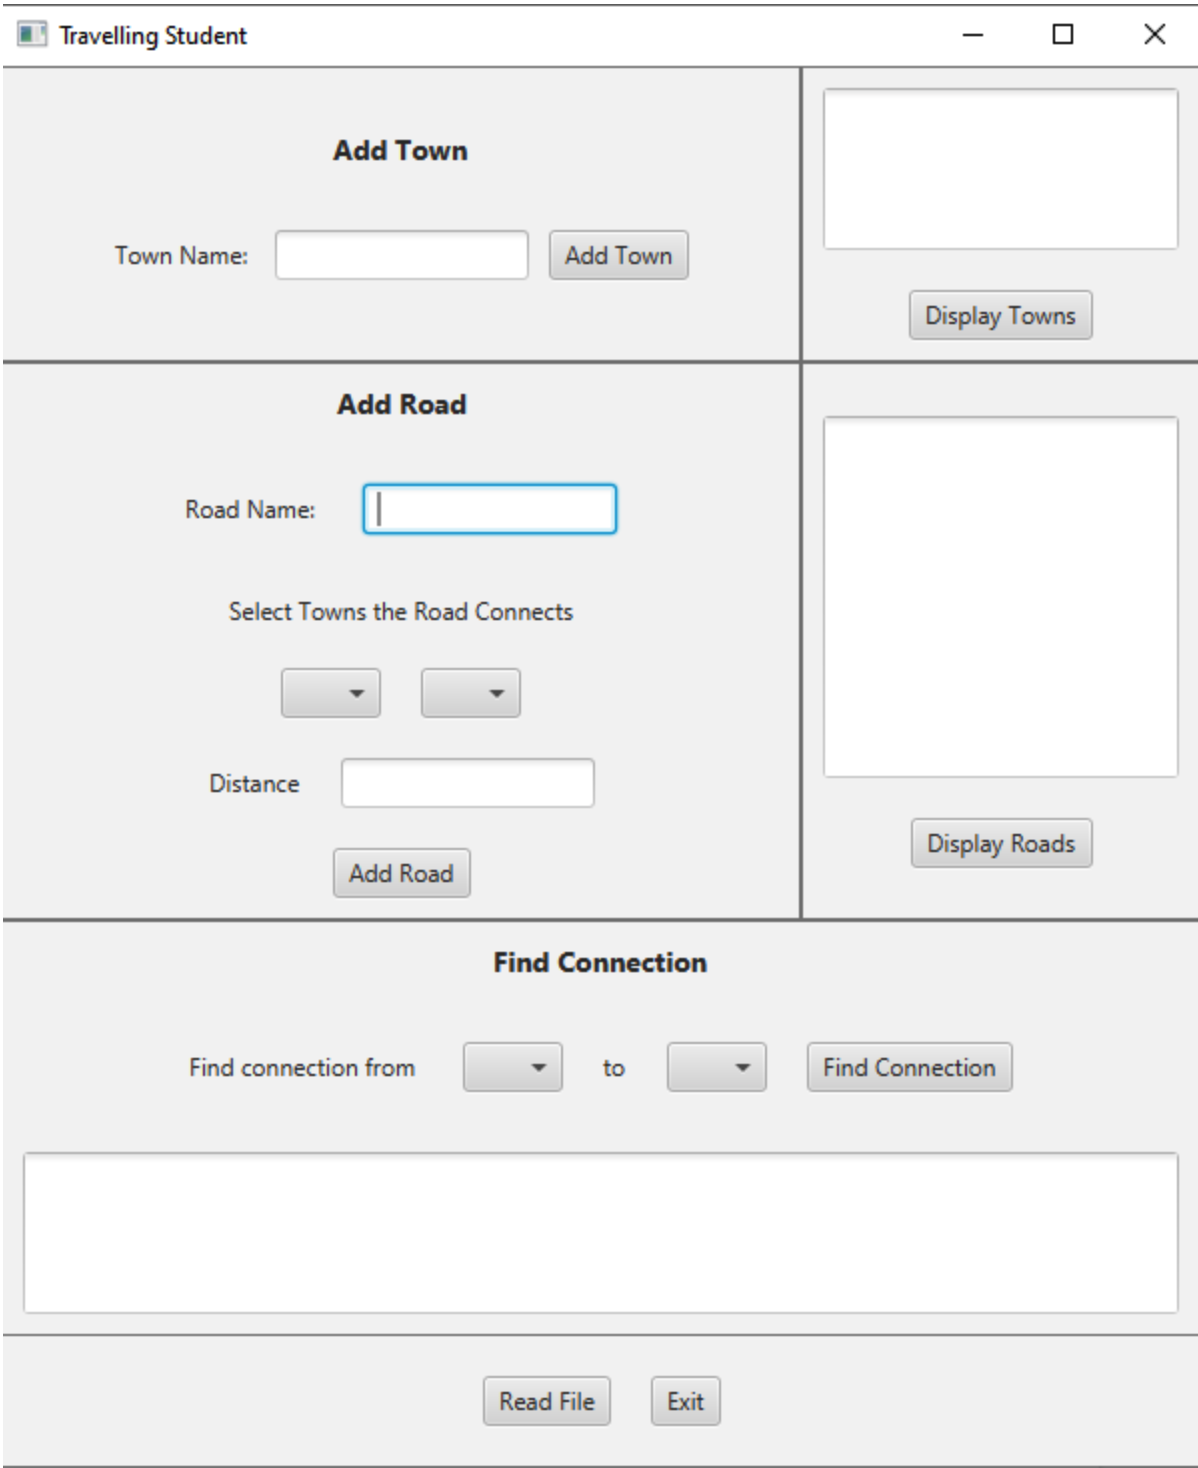 Travelling Student
Add Town
Town Name: Add Town
Display Towns
Add Road
Road Name:
Select Towns the Road Connects
Distance
Add Road
Display Roads
Find Connection
Find connection from to Find Connection
Read File Exit